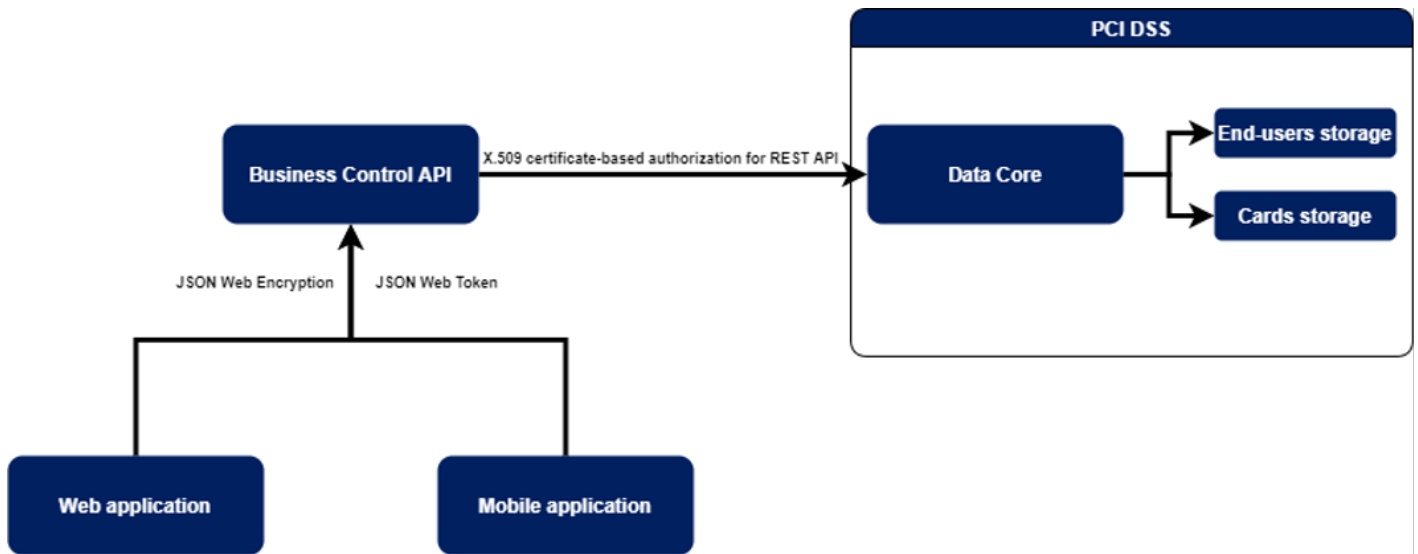 PCI DSS
End-users storage
Business Control API
X.509 certificate-based authorization for REST API
Data Core
Cards storage
JSON Web Encryption
JSON Web Token
Web application
Mobile application